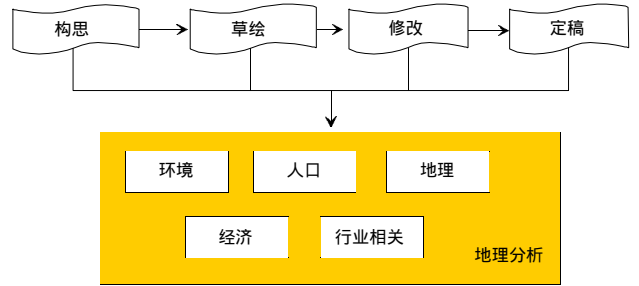 构思
草绘
修改
定稿
环境
人口
地理
经济
行业相关
地理分析